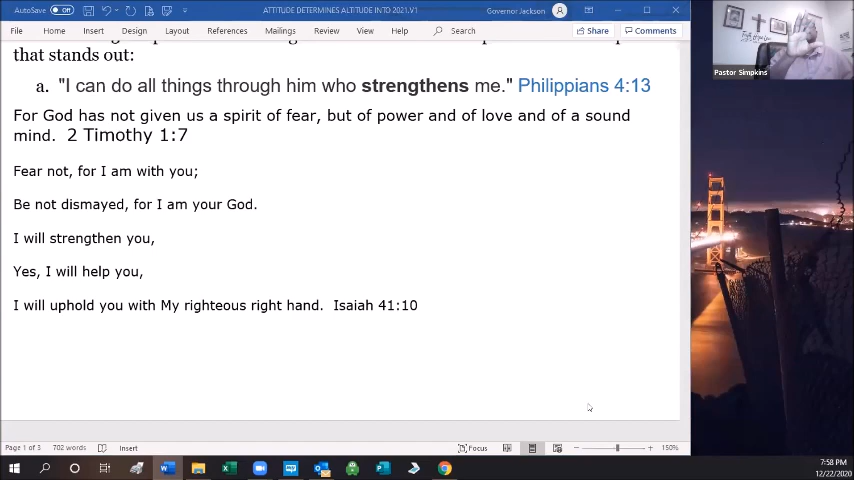 AutoSave Off ATTITUDE DETERMINES ALTITUDE INTO 2021.V1 Governor Jackson
File Home Insert Draw Design Layout References Mailings Review View Help Search Share Comments
that stands out:
a. "I can do all things through him who strengthens me." Philippians 4:13
For God has not given us a spirit of fear, but of power and of love and of a sound
mind. 2 Timothy 1:7
Fear not, for I am with you;
Be not dismayed, for I am your God.
I will strengthen you,
Yes, I will help you,
I will uphold you with My righteous right hand. Isaiah 41:10
Page 1 of 3 702 words Insert Focus 150%
Pastor Simpkins
7:58 PM
12/22/2020